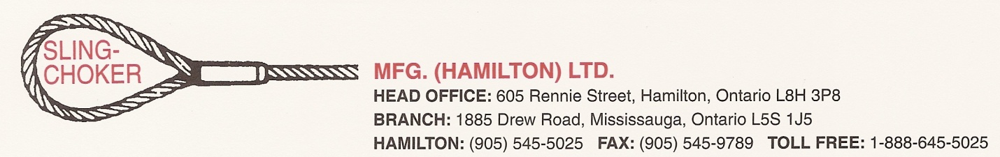 SLING-
CHOKER
MFG. (HAMILTON) LTD.
HEAD OFFICE: 605 Rennie Street, Hamilton, Ontario L8H 3P8
BRANCH: 1885 Drew Road, Mississauga, Ontario L5S 1J5
HAMILTON: (905) 545-5025 FAX: (905) 545-9789 TOLL FREE: 1-888-645-5025